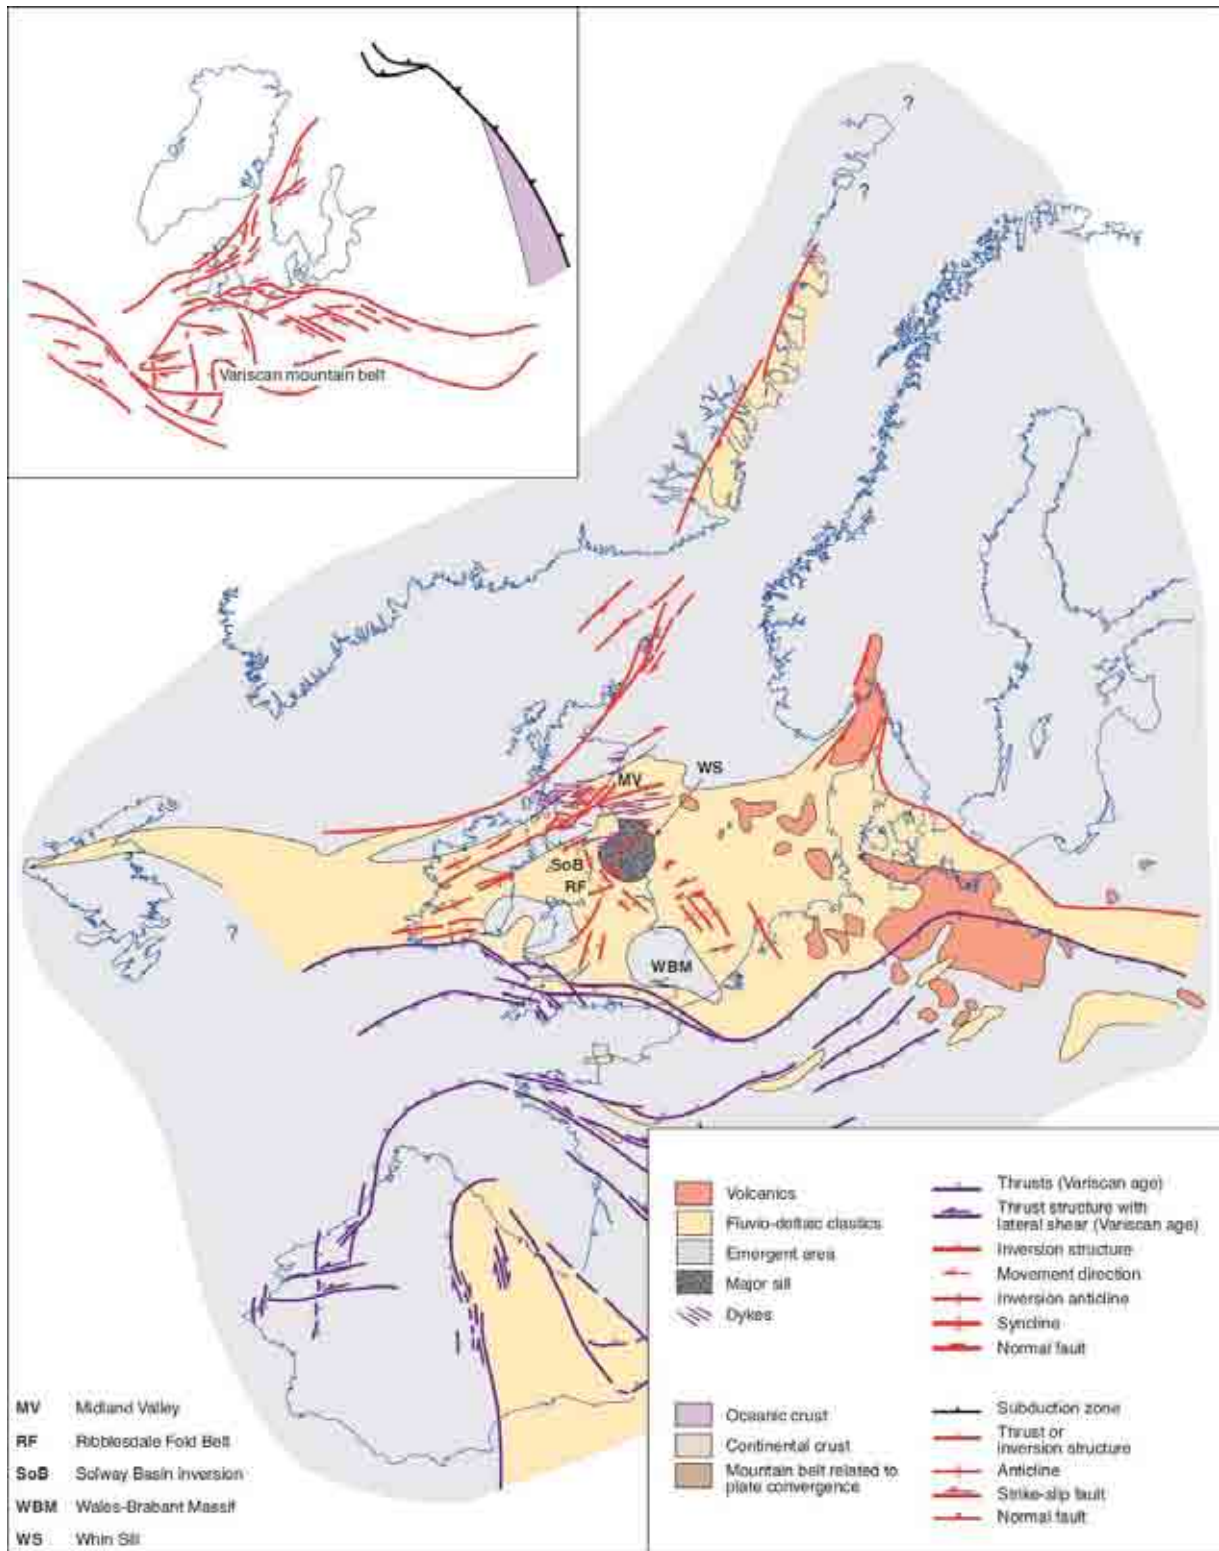 Variscan mountain belt
?
?
MV
WS
SoB
RF
?
WBM
Volcanics
Fluvio-deltaic clastics
Emergent area
Major sill
Dykes
Oceanic crust
Continental crust
Mountain belt related to
plate convergence
Thrusts (Variscan age)
Thrust structure with
lateral shear (Variscan age)
Inversion structure
Movement direction
Inversion anticline
Syncline
Normal fault
Subduction zone
Thrust or
inversion structure
Anticline
Strike-slip fault
Normal fault
MV Midland Valley
RF Ribblesdale Fold Belt
SoB Solway Basin inversion
WBM Wales-Brabant Massif
WS Whin Sill